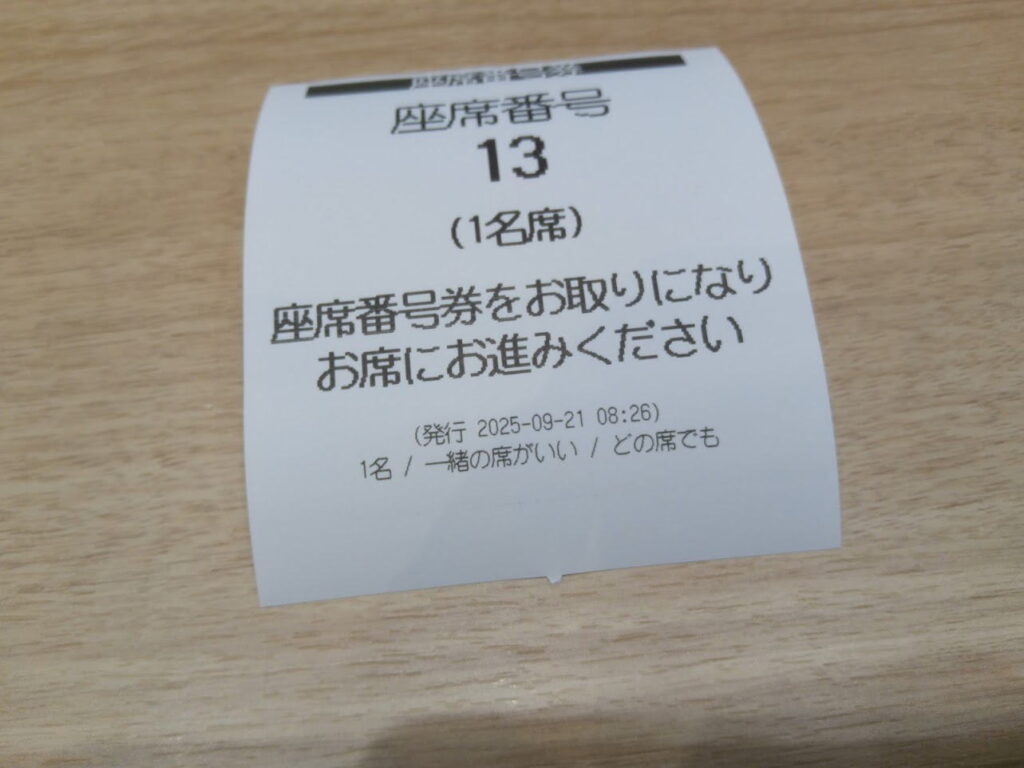 座席番号
13
(1名席)
座席番号券をお取りになり
お席にお進みください
(発行 2025-09-21 08:26)
1名 / 一緒の席がいい / どの席でも